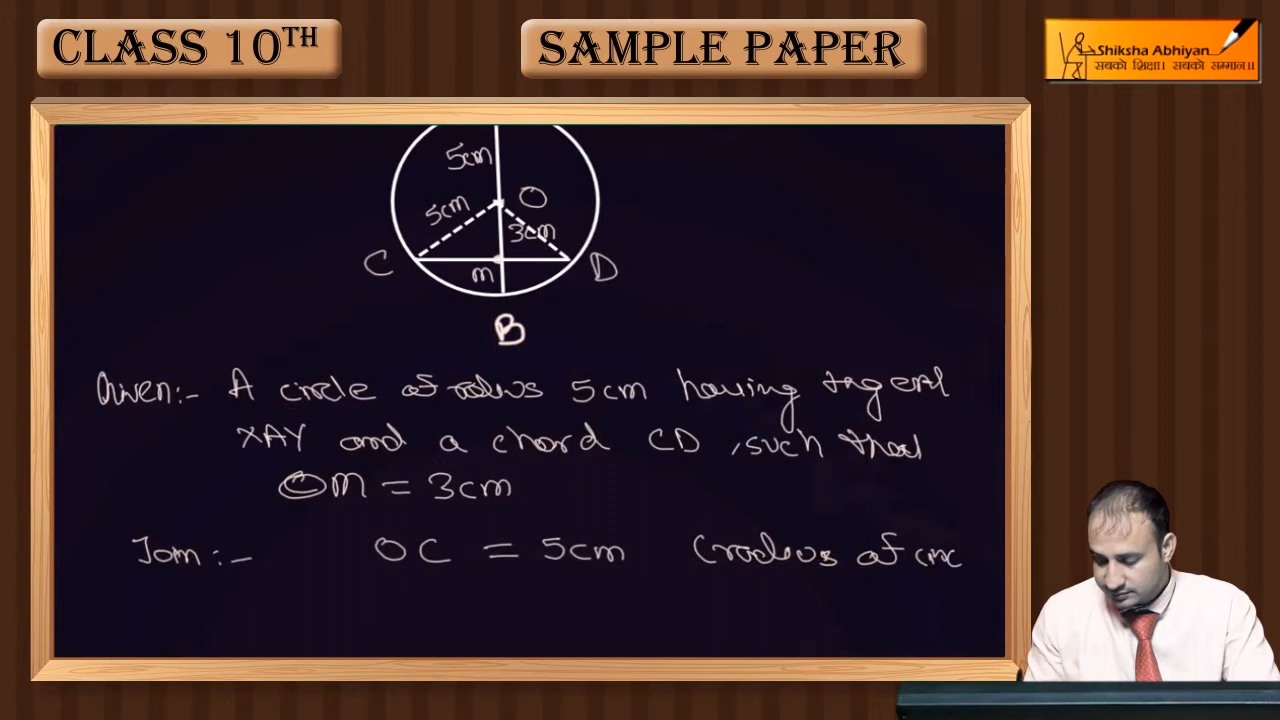 CLASS 10TH
SAMPLE PAPER
Shiksha Abhiyan
सबको शिक्षा। सबको सम्मान॥
5cm
5cm
O
3cm
C
m
D
B
Given:- A circle of radius 5cm having tangent
XAY and a chord CD, such that
OM = 3cm
Join:- OC = 5cm (radius of circ